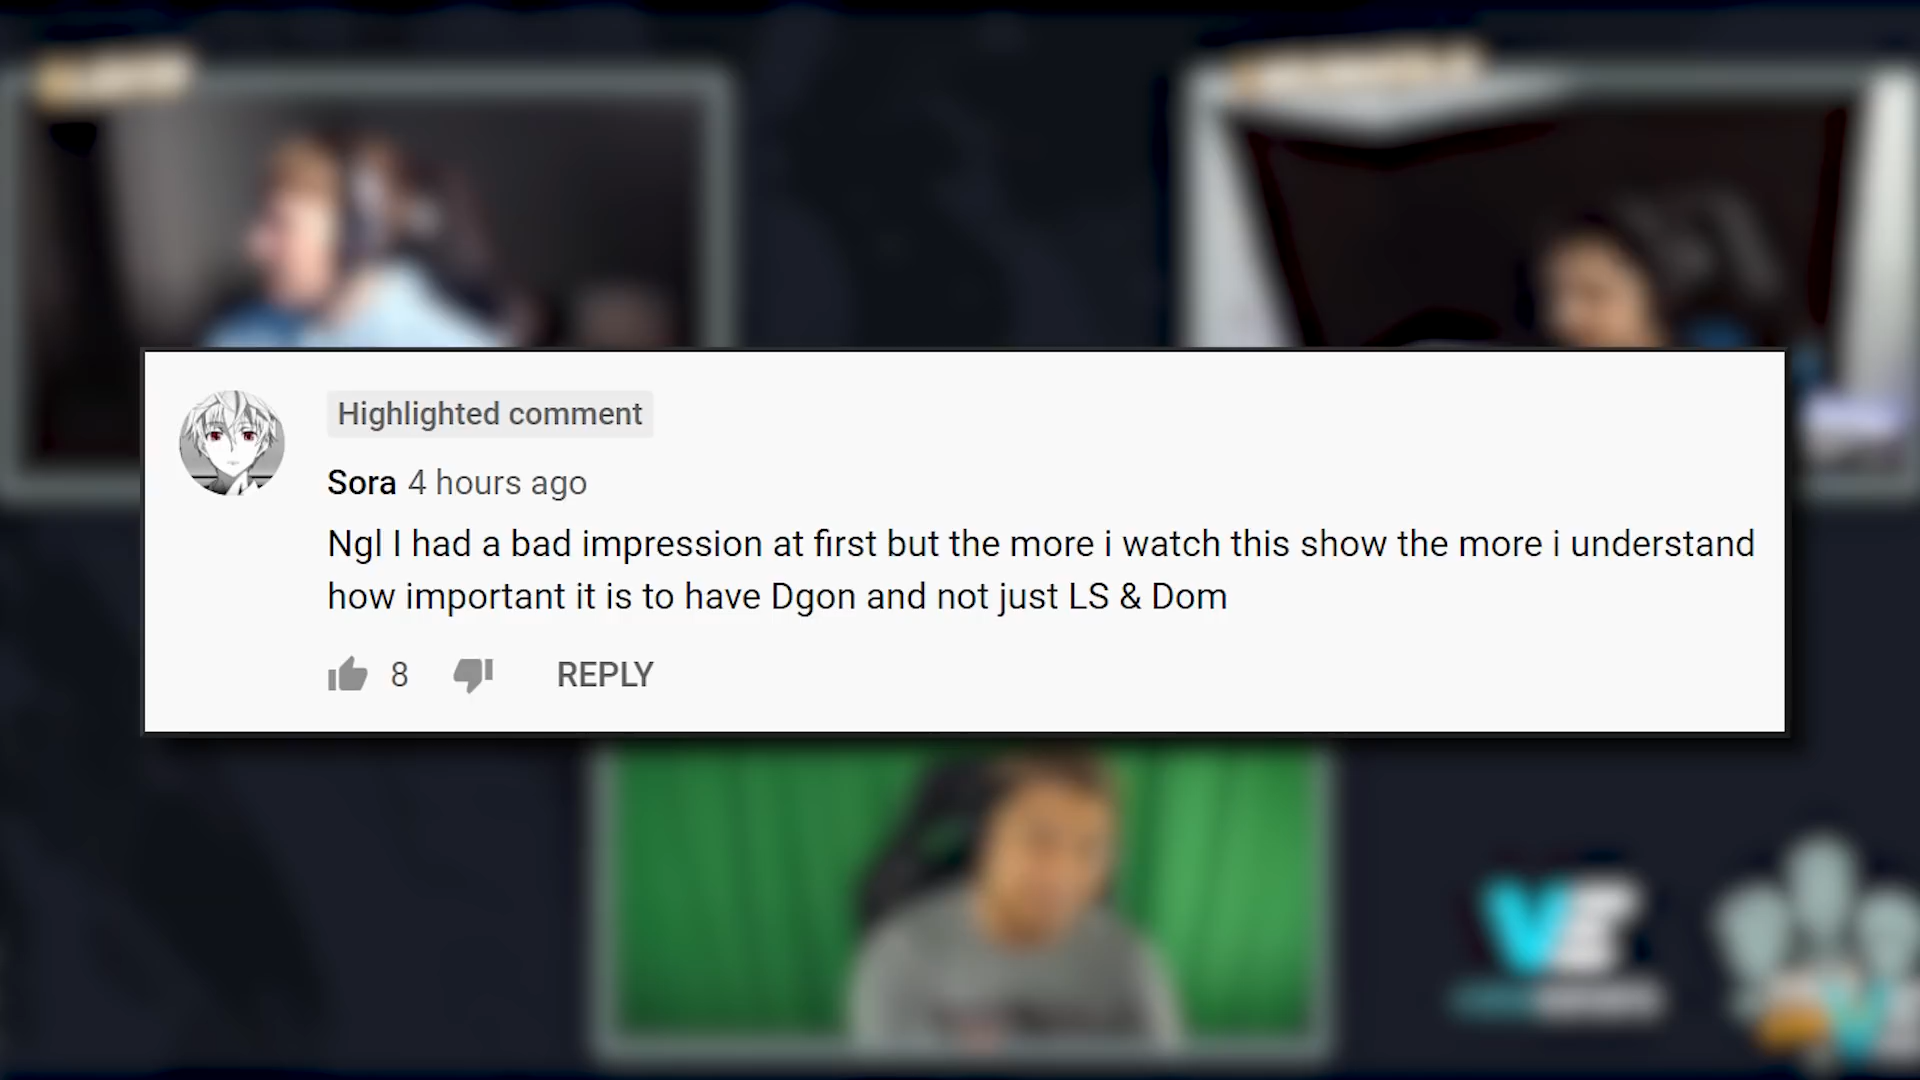 Highlighted comment
Sora 4 hours ago
Ngl I had a bad impression at first but the more i watch this show the more i understand
how important it is to have Dgon and not just LS & Dom
8
REPLY